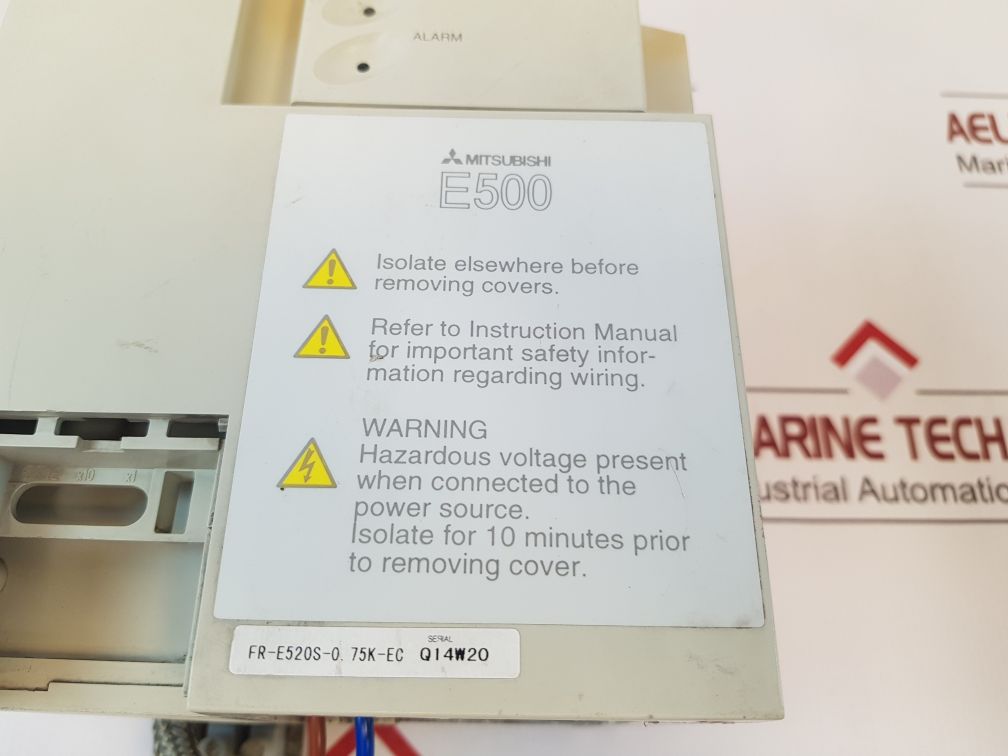 ALARM
MITSUBISHI
E500
Isolate elsewhere before
removing covers.
Refer to Instruction Manual
for important safety infor-
mation regarding wiring.
WARNING
Hazardous voltage present
when connected to the
power source.
Isolate for 10 minutes prior
to removing cover.
SERIAL
FR-E520S-0.75K-EC Q14W20
x10 x1
AEL
Mari
ARINE TECH
ustrial Automatio